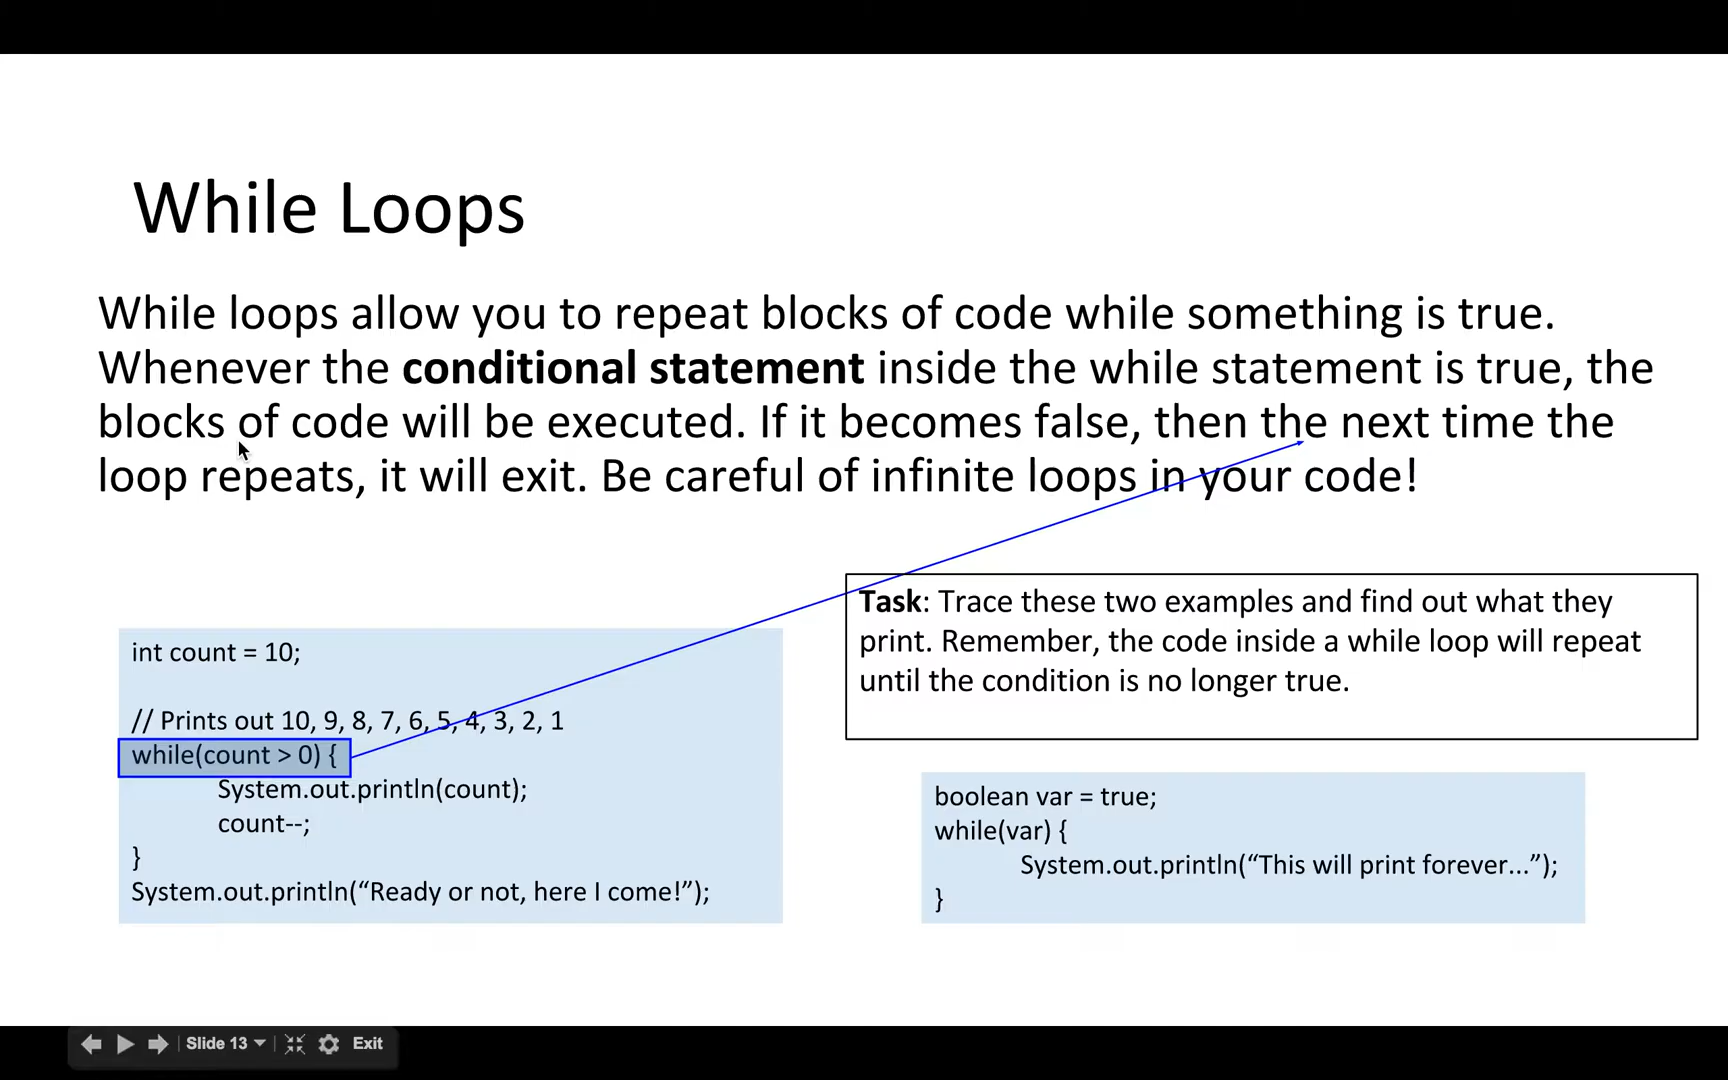 While Loops
While loops allow you to repeat blocks of code while something is true.
Whenever the conditional statement inside the while statement is true, the
blocks of code will be executed. If it becomes false, then the next time the
loop repeats, it will exit. Be careful of infinite loops in your code!
Task: Trace these two examples and find out what they
print. Remember, the code inside a while loop will repeat
until the condition is no longer true.
int count = 10;
// Prints out 10, 9, 8, 7, 6, 5, 4, 3, 2, 1
while(count > 0) {
System.out.println(count);
count--;
}
System.out.println(“Ready or not, here I come!”);
boolean var = true;
while(var) {
System.out.println(“This will print forever...”);
}
Slide 13
Exit